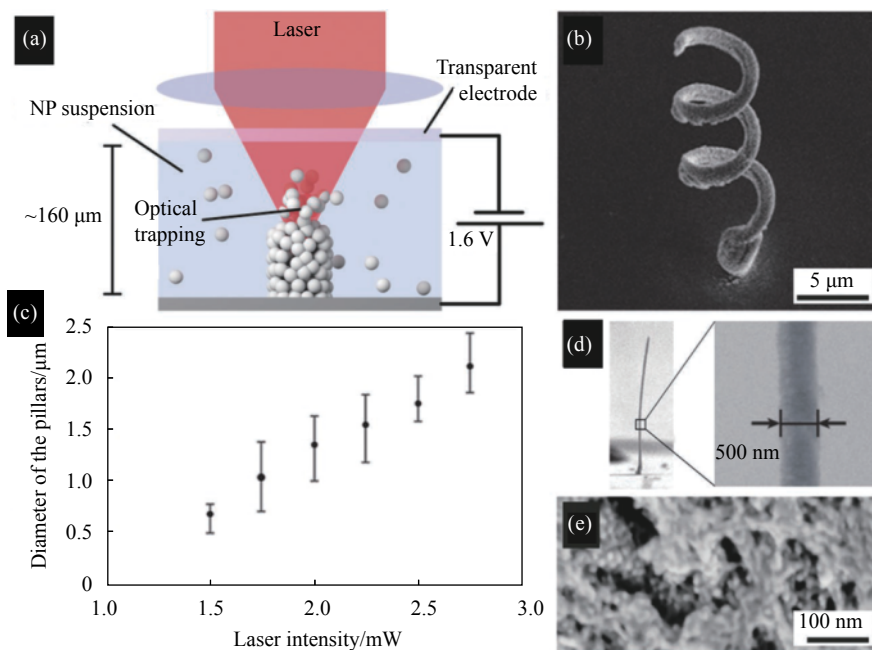 (a)
Laser
Transparent
electrode
NP suspension
~160 μm
Optical
trapping
1.6 V
(b)
5 μm
(c)
Diameter of the pillars/μm
2.5
2.0
1.5
1.0
0.5
0
1.0
1.5
2.0
2.5
3.0
Laser intensity/mW
(d)
500 nm
(e)
100 nm